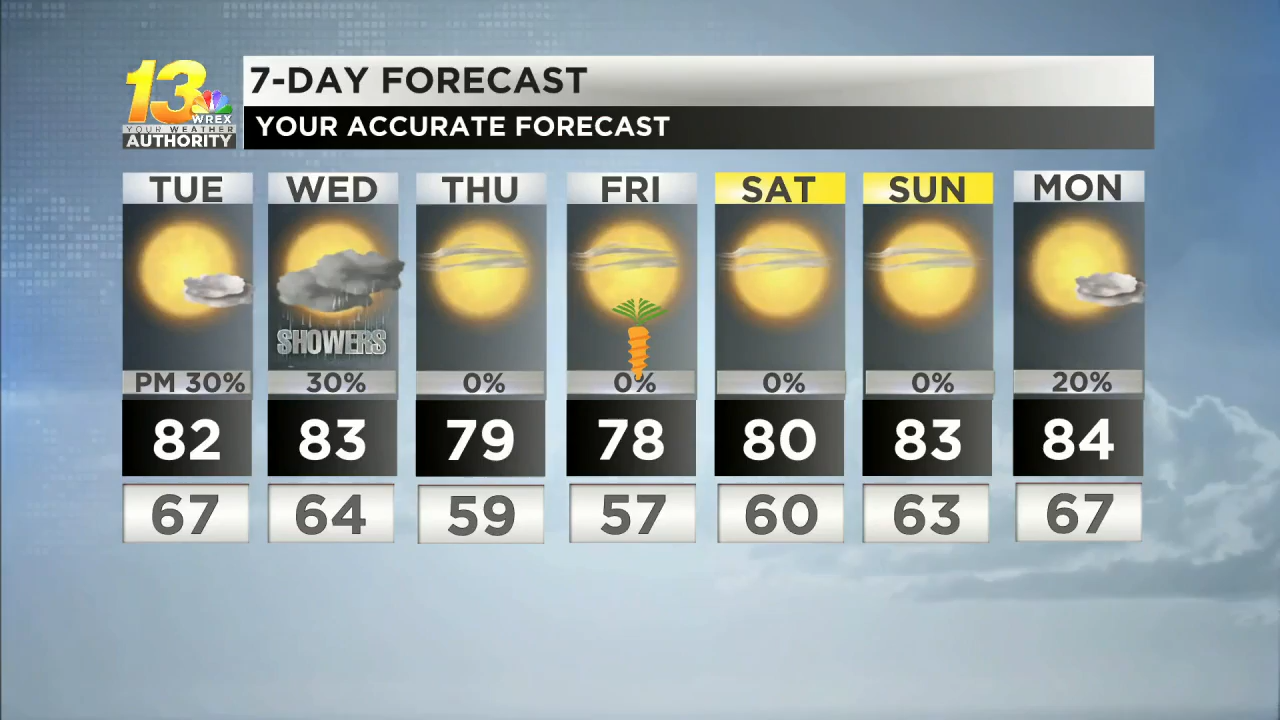 13
WREX
YOUR WEATHER
AUTHORITY
7-DAY FORECAST
YOUR ACCURATE FORECAST
TUE WED THU FRI SAT SUN MON
SHOWERS
PM 30% 30% 0% 0% 0% 0% 20%
82 83 79 78 80 83 84
67 64 59 57 60 63 67